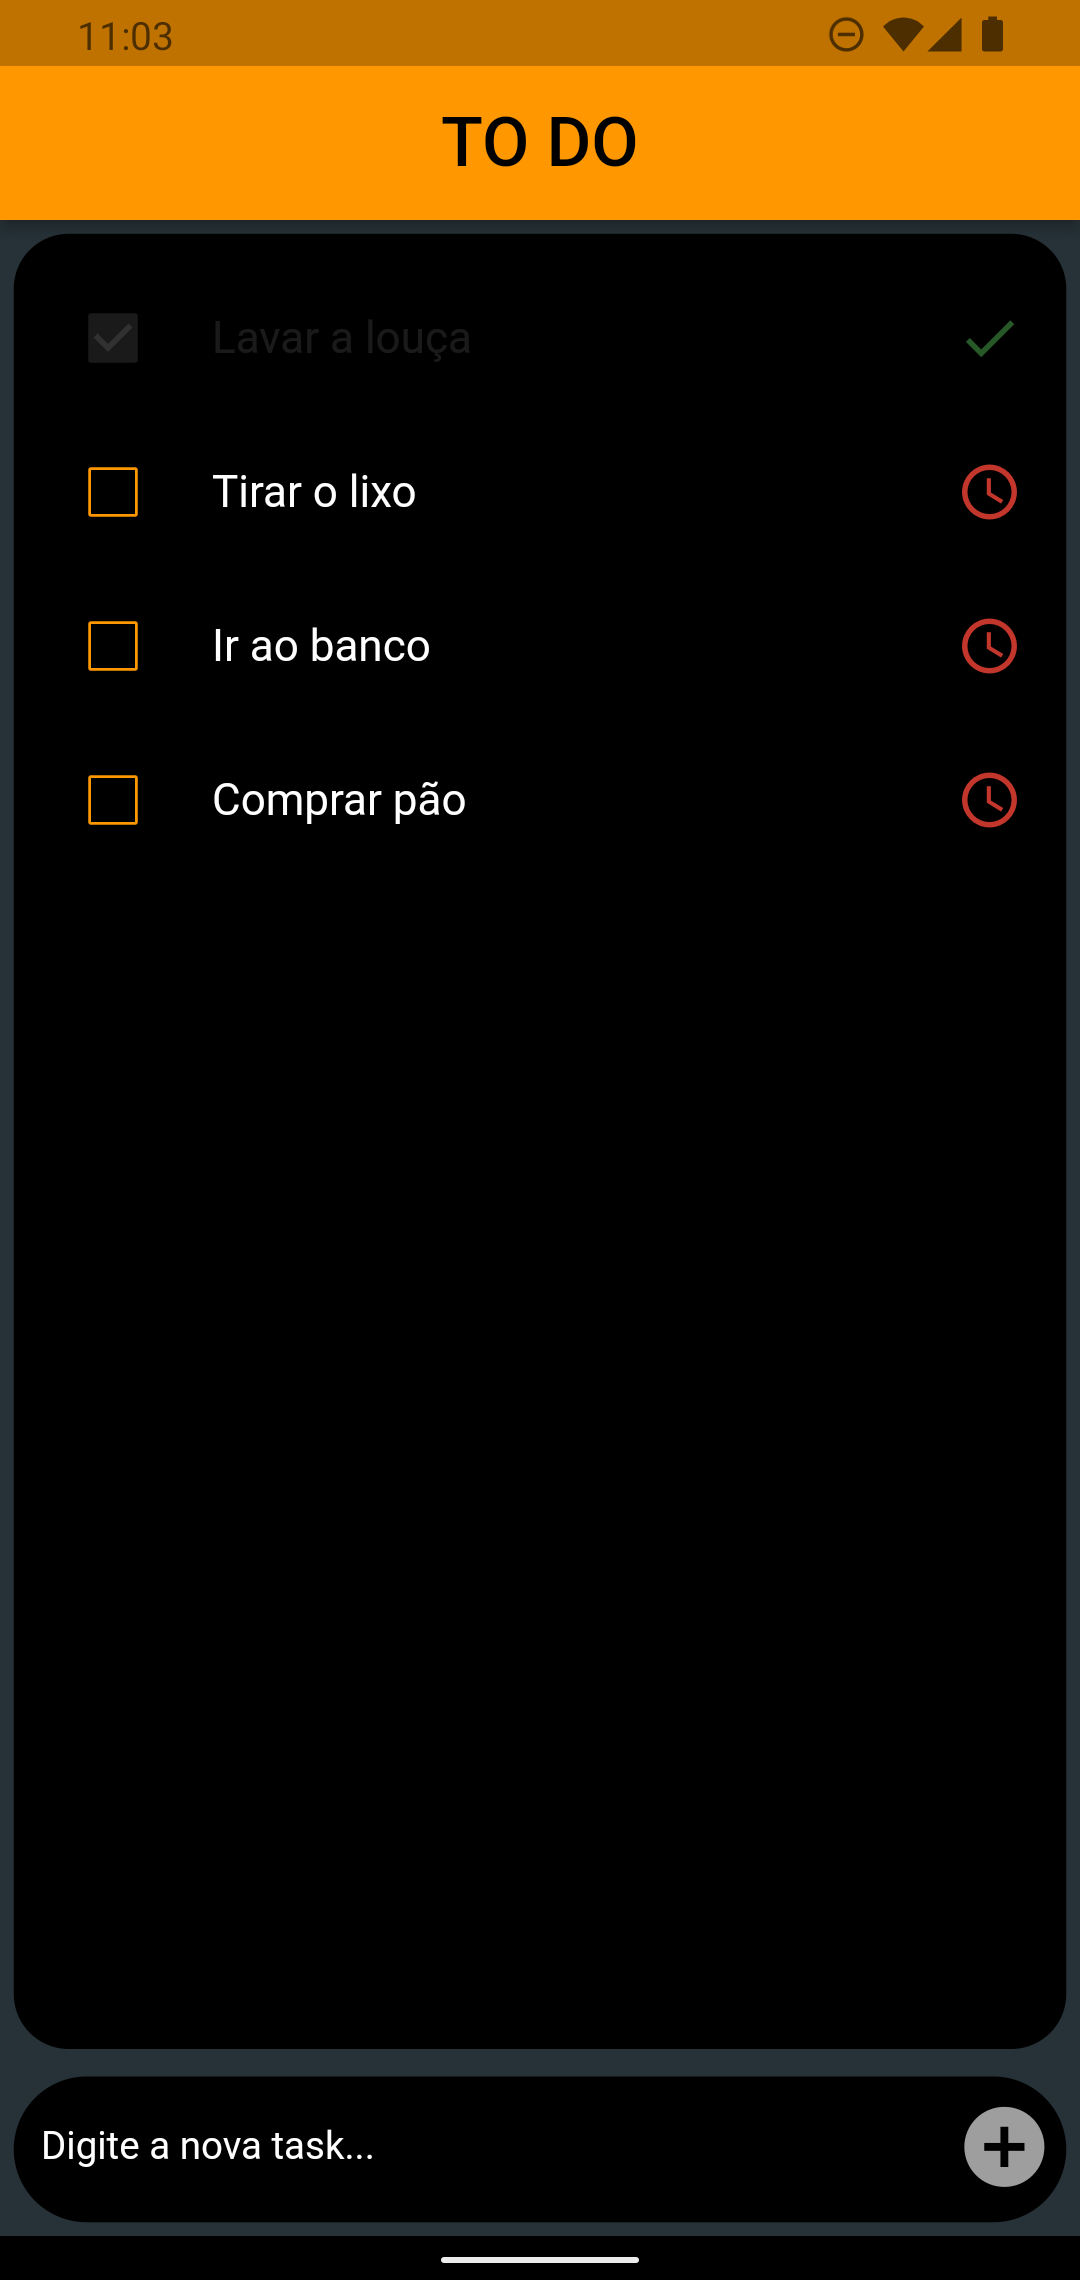 11:03
TO DO
Lavar a louça
Tirar o lixo
Ir ao banco
Comprar pão
Digite a nova task...